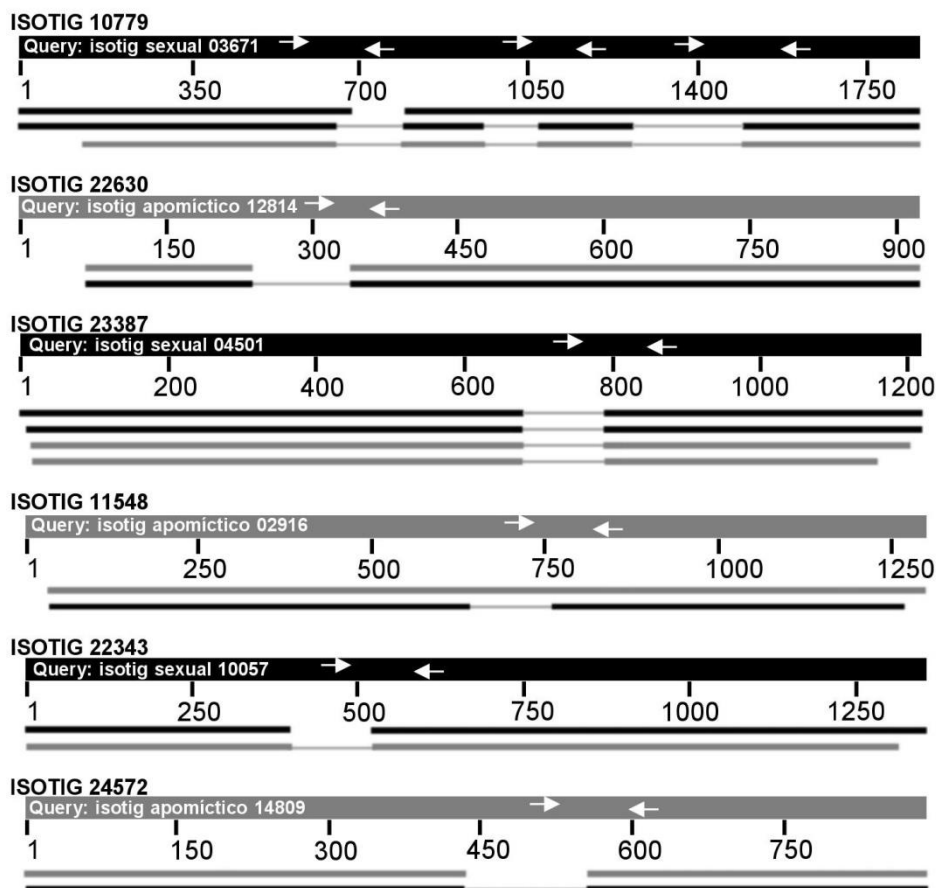 ISOTIG 10779
Query: isotig sexual 03671
1 350 700 1050 1400 1750
ISOTIG 22630
Query: isotig apomíctico 12814
1 150 300 450 600 750 900
ISOTIG 23387
Query: isotig sexual 04501
1 200 400 600 800 1000 1200
ISOTIG 11548
Query: isotig apomíctico 02916
1 250 500 750 1000 1250
ISOTIG 22343
Query: isotig sexual 10057
1 250 500 750 1000 1250
ISOTIG 24572
Query: isotig apomíctico 14809
1 150 300 450 600 750